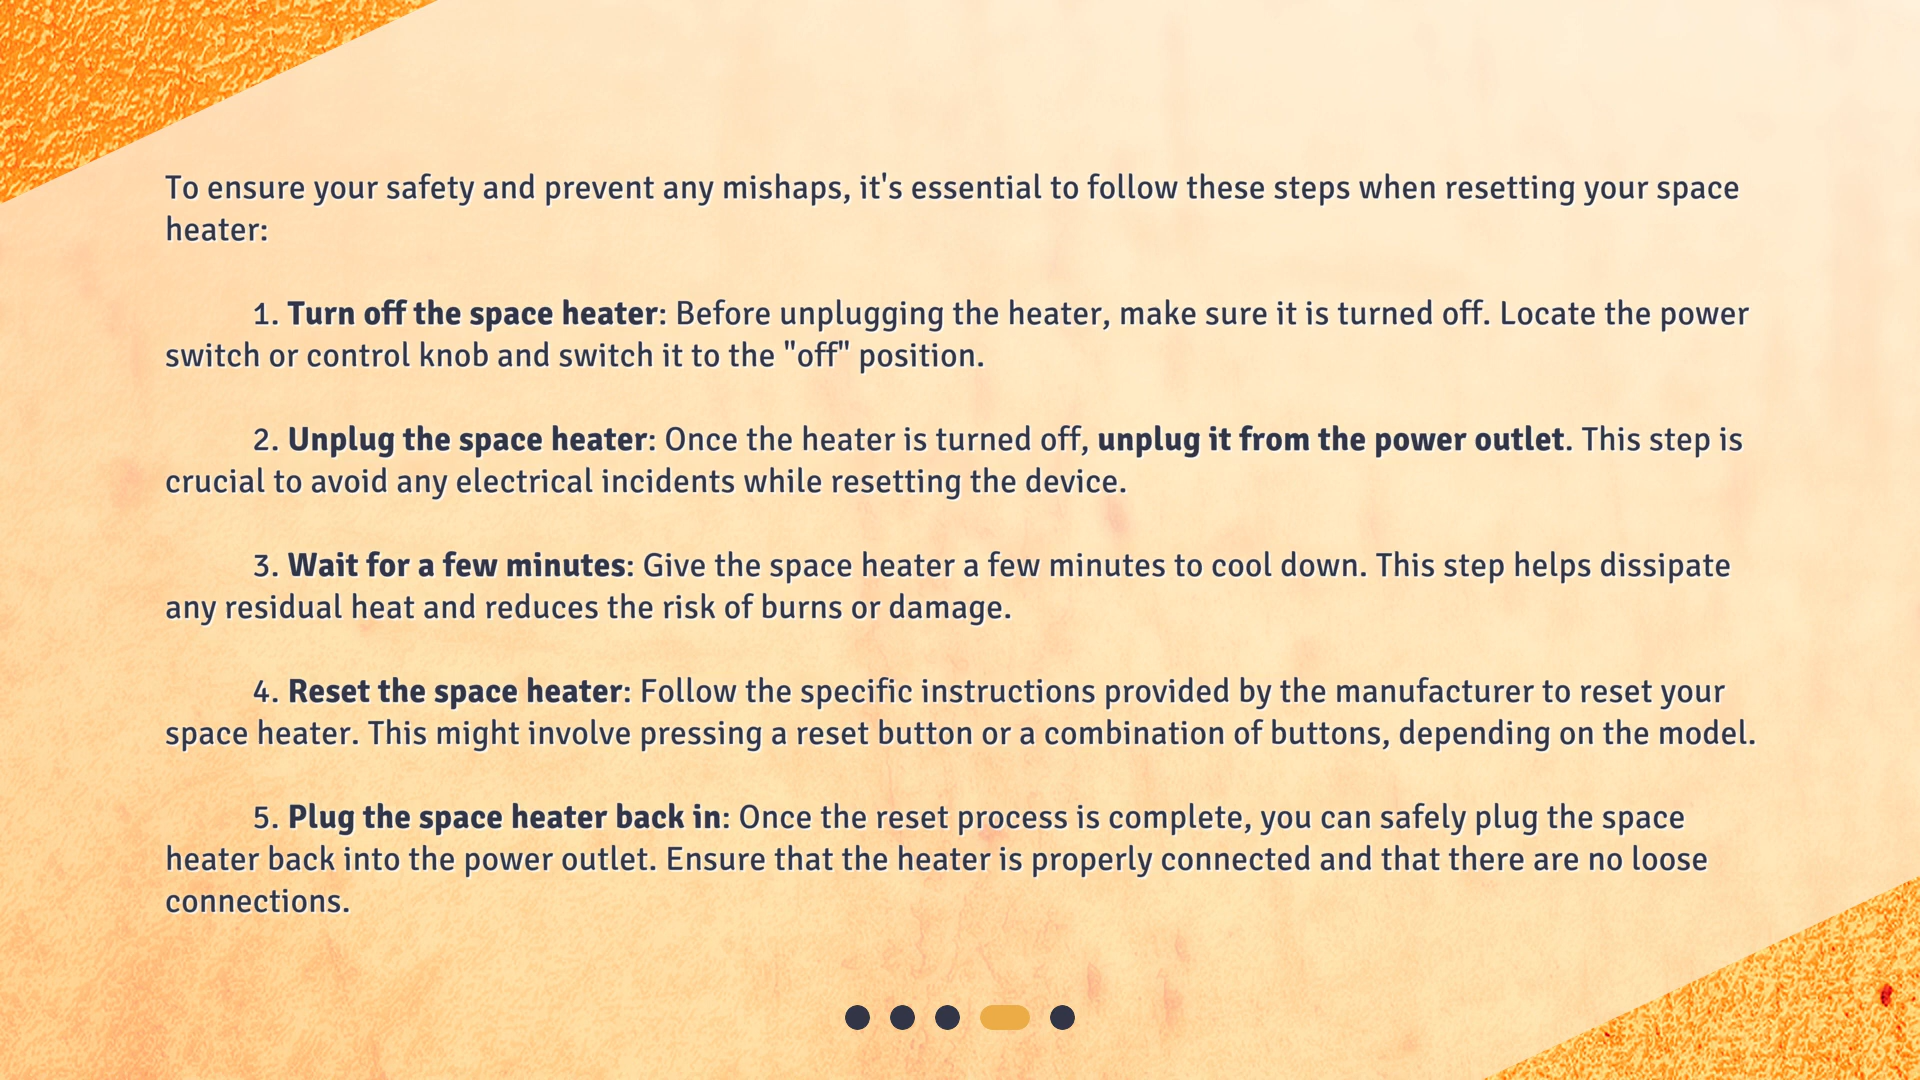 To ensure your safety and prevent any mishaps, it's essential to follow these steps when resetting your space
heater:
1. Turn off the space heater: Before unplugging the heater, make sure it is turned off. Locate the power
switch or control knob and switch it to the "off" position.
2. Unplug the space heater: Once the heater is turned off, unplug it from the power outlet. This step is
crucial to avoid any electrical incidents while resetting the device.
3. Wait for a few minutes: Give the space heater a few minutes to cool down. This step helps dissipate
any residual heat and reduces the risk of burns or damage.
4. Reset the space heater: Follow the specific instructions provided by the manufacturer to reset your
space heater. This might involve pressing a reset button or a combination of buttons, depending on the model.
5. Plug the space heater back in: Once the reset process is complete, you can safely plug the space
heater back into the power outlet. Ensure that the heater is properly connected and that there are no loose
connections.